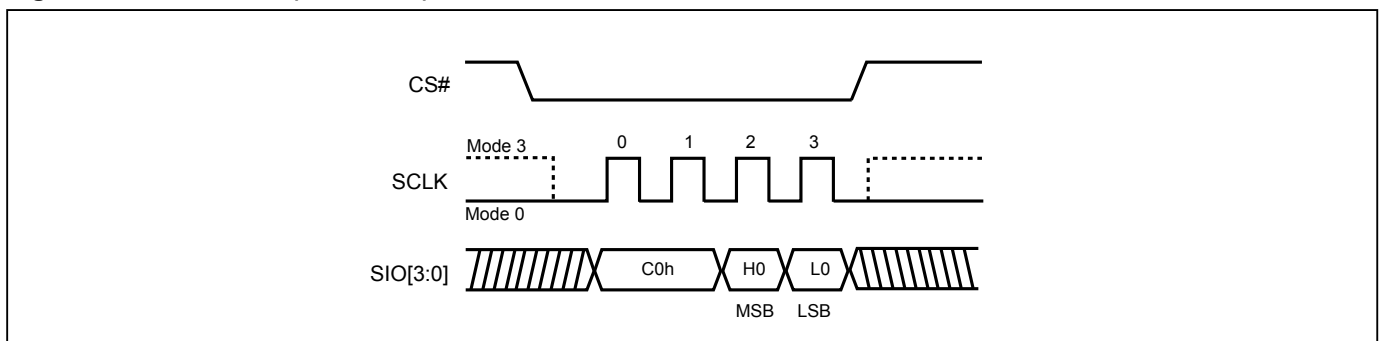 CS#
Mode 3
0 1 2 3
SCLK
Mode 0
SIO[3:0]
C0h H0 L0
MSB LSB